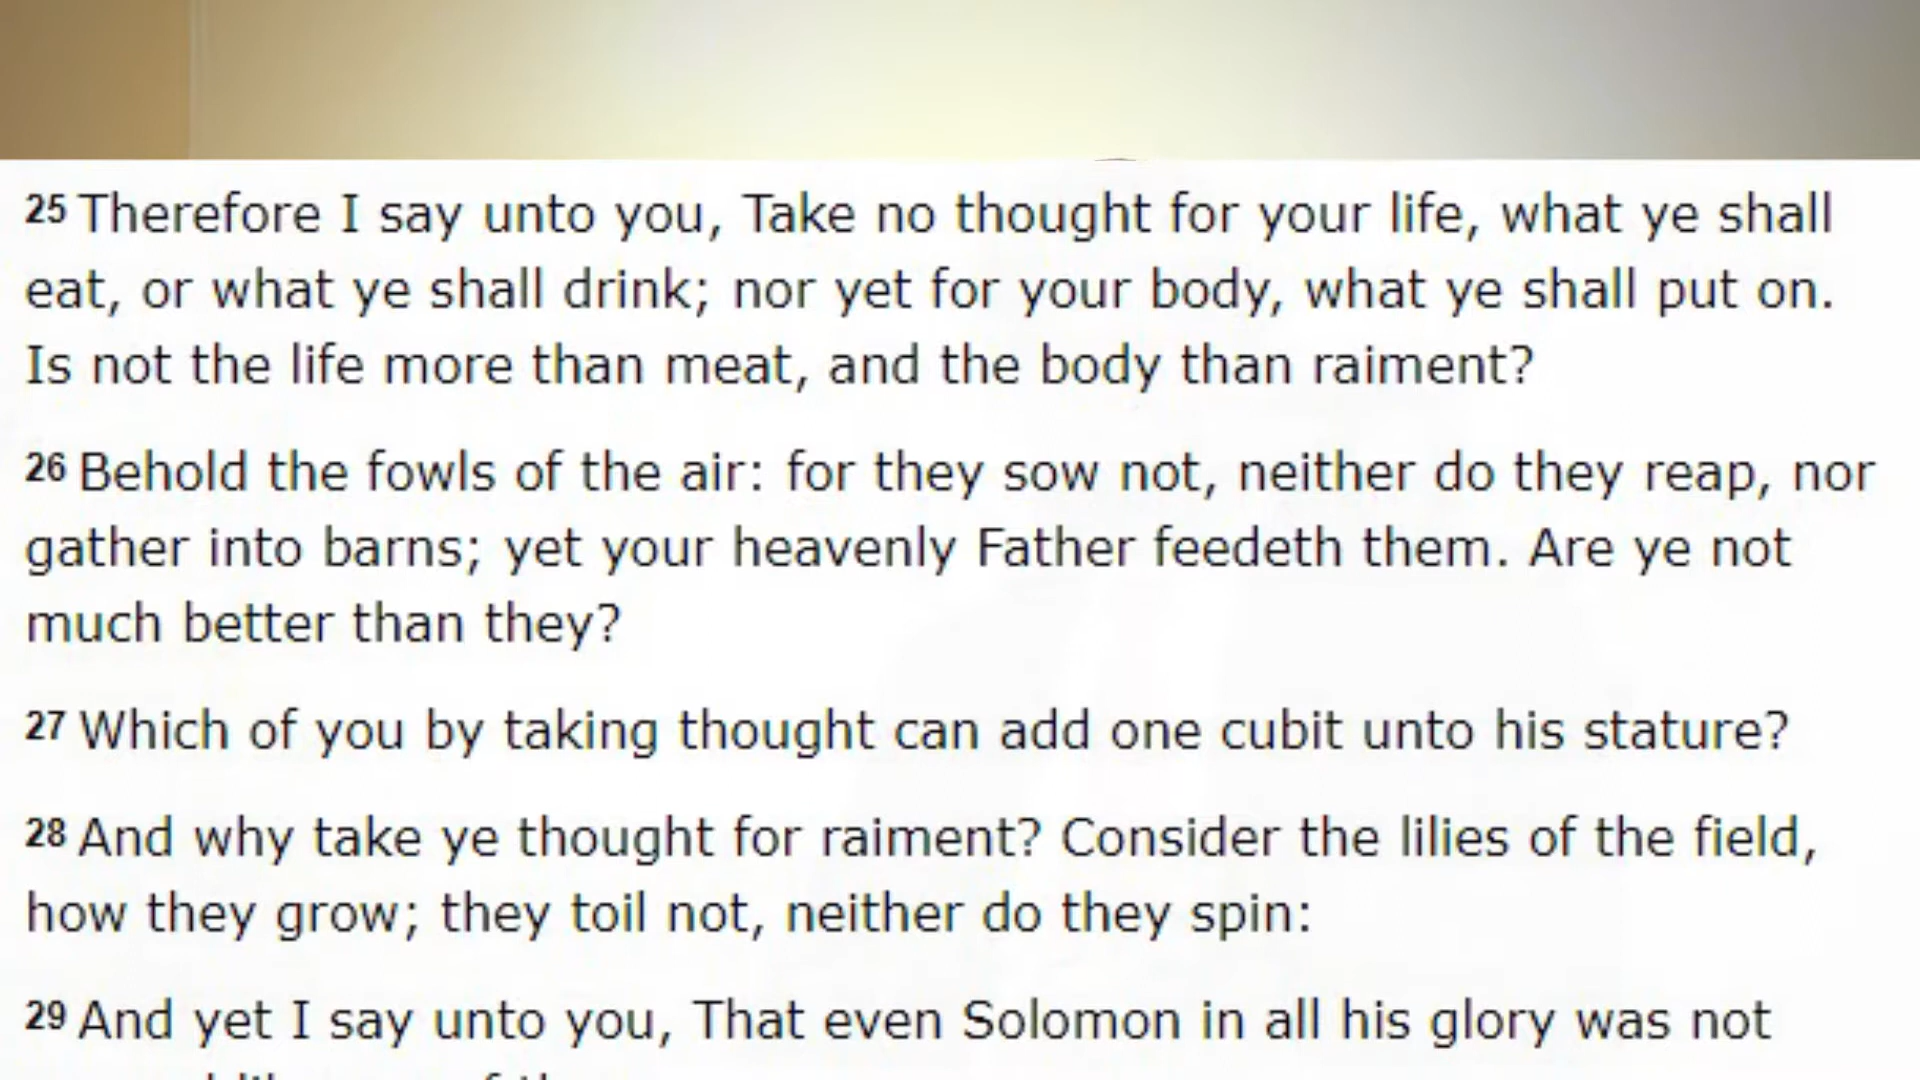 25 Therefore I say unto you, Take no thought for your life, what ye shall
eat, or what ye shall drink; nor yet for your body, what ye shall put on.
Is not the life more than meat, and the body than raiment?
26 Behold the fowls of the air: for they sow not, neither do they reap, nor
gather into barns; yet your heavenly Father feedeth them. Are ye not
much better than they?
27 Which of you by taking thought can add one cubit unto his stature?
28 And why take ye thought for raiment? Consider the lilies of the field,
how they grow; they toil not, neither do they spin:
29 And yet I say unto you, That even Solomon in all his glory was not